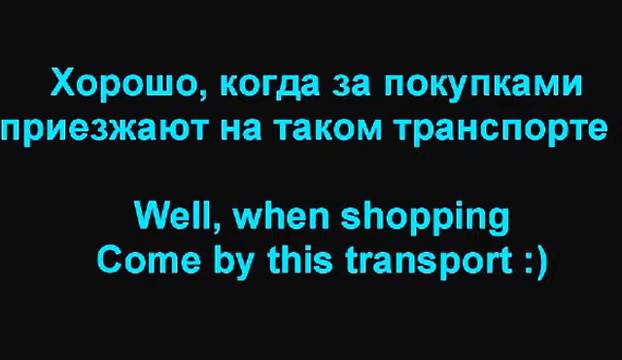 Хорошо, когда за покупками
приезжают на таком транспорте
Well, when shopping
Come by this transport :)